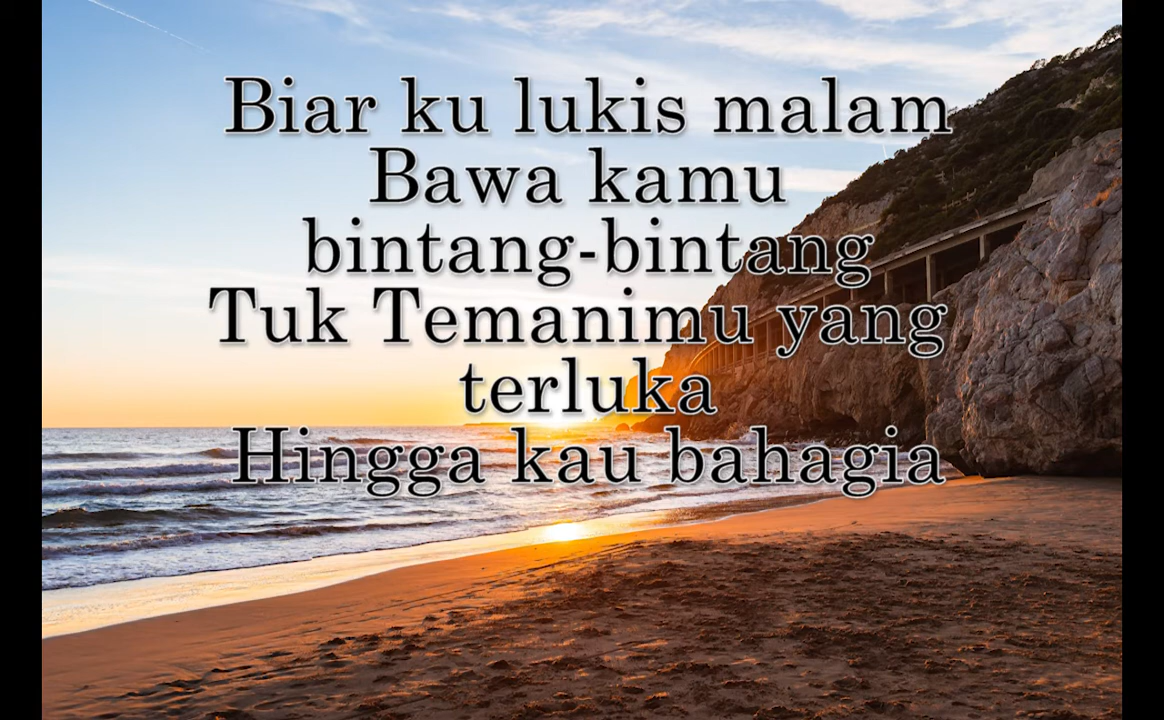 Biar ku lukis malam
Bawa kamu
bintang-bintang
Tuk Temanimu yang
terluka
Hingga kau bahagia